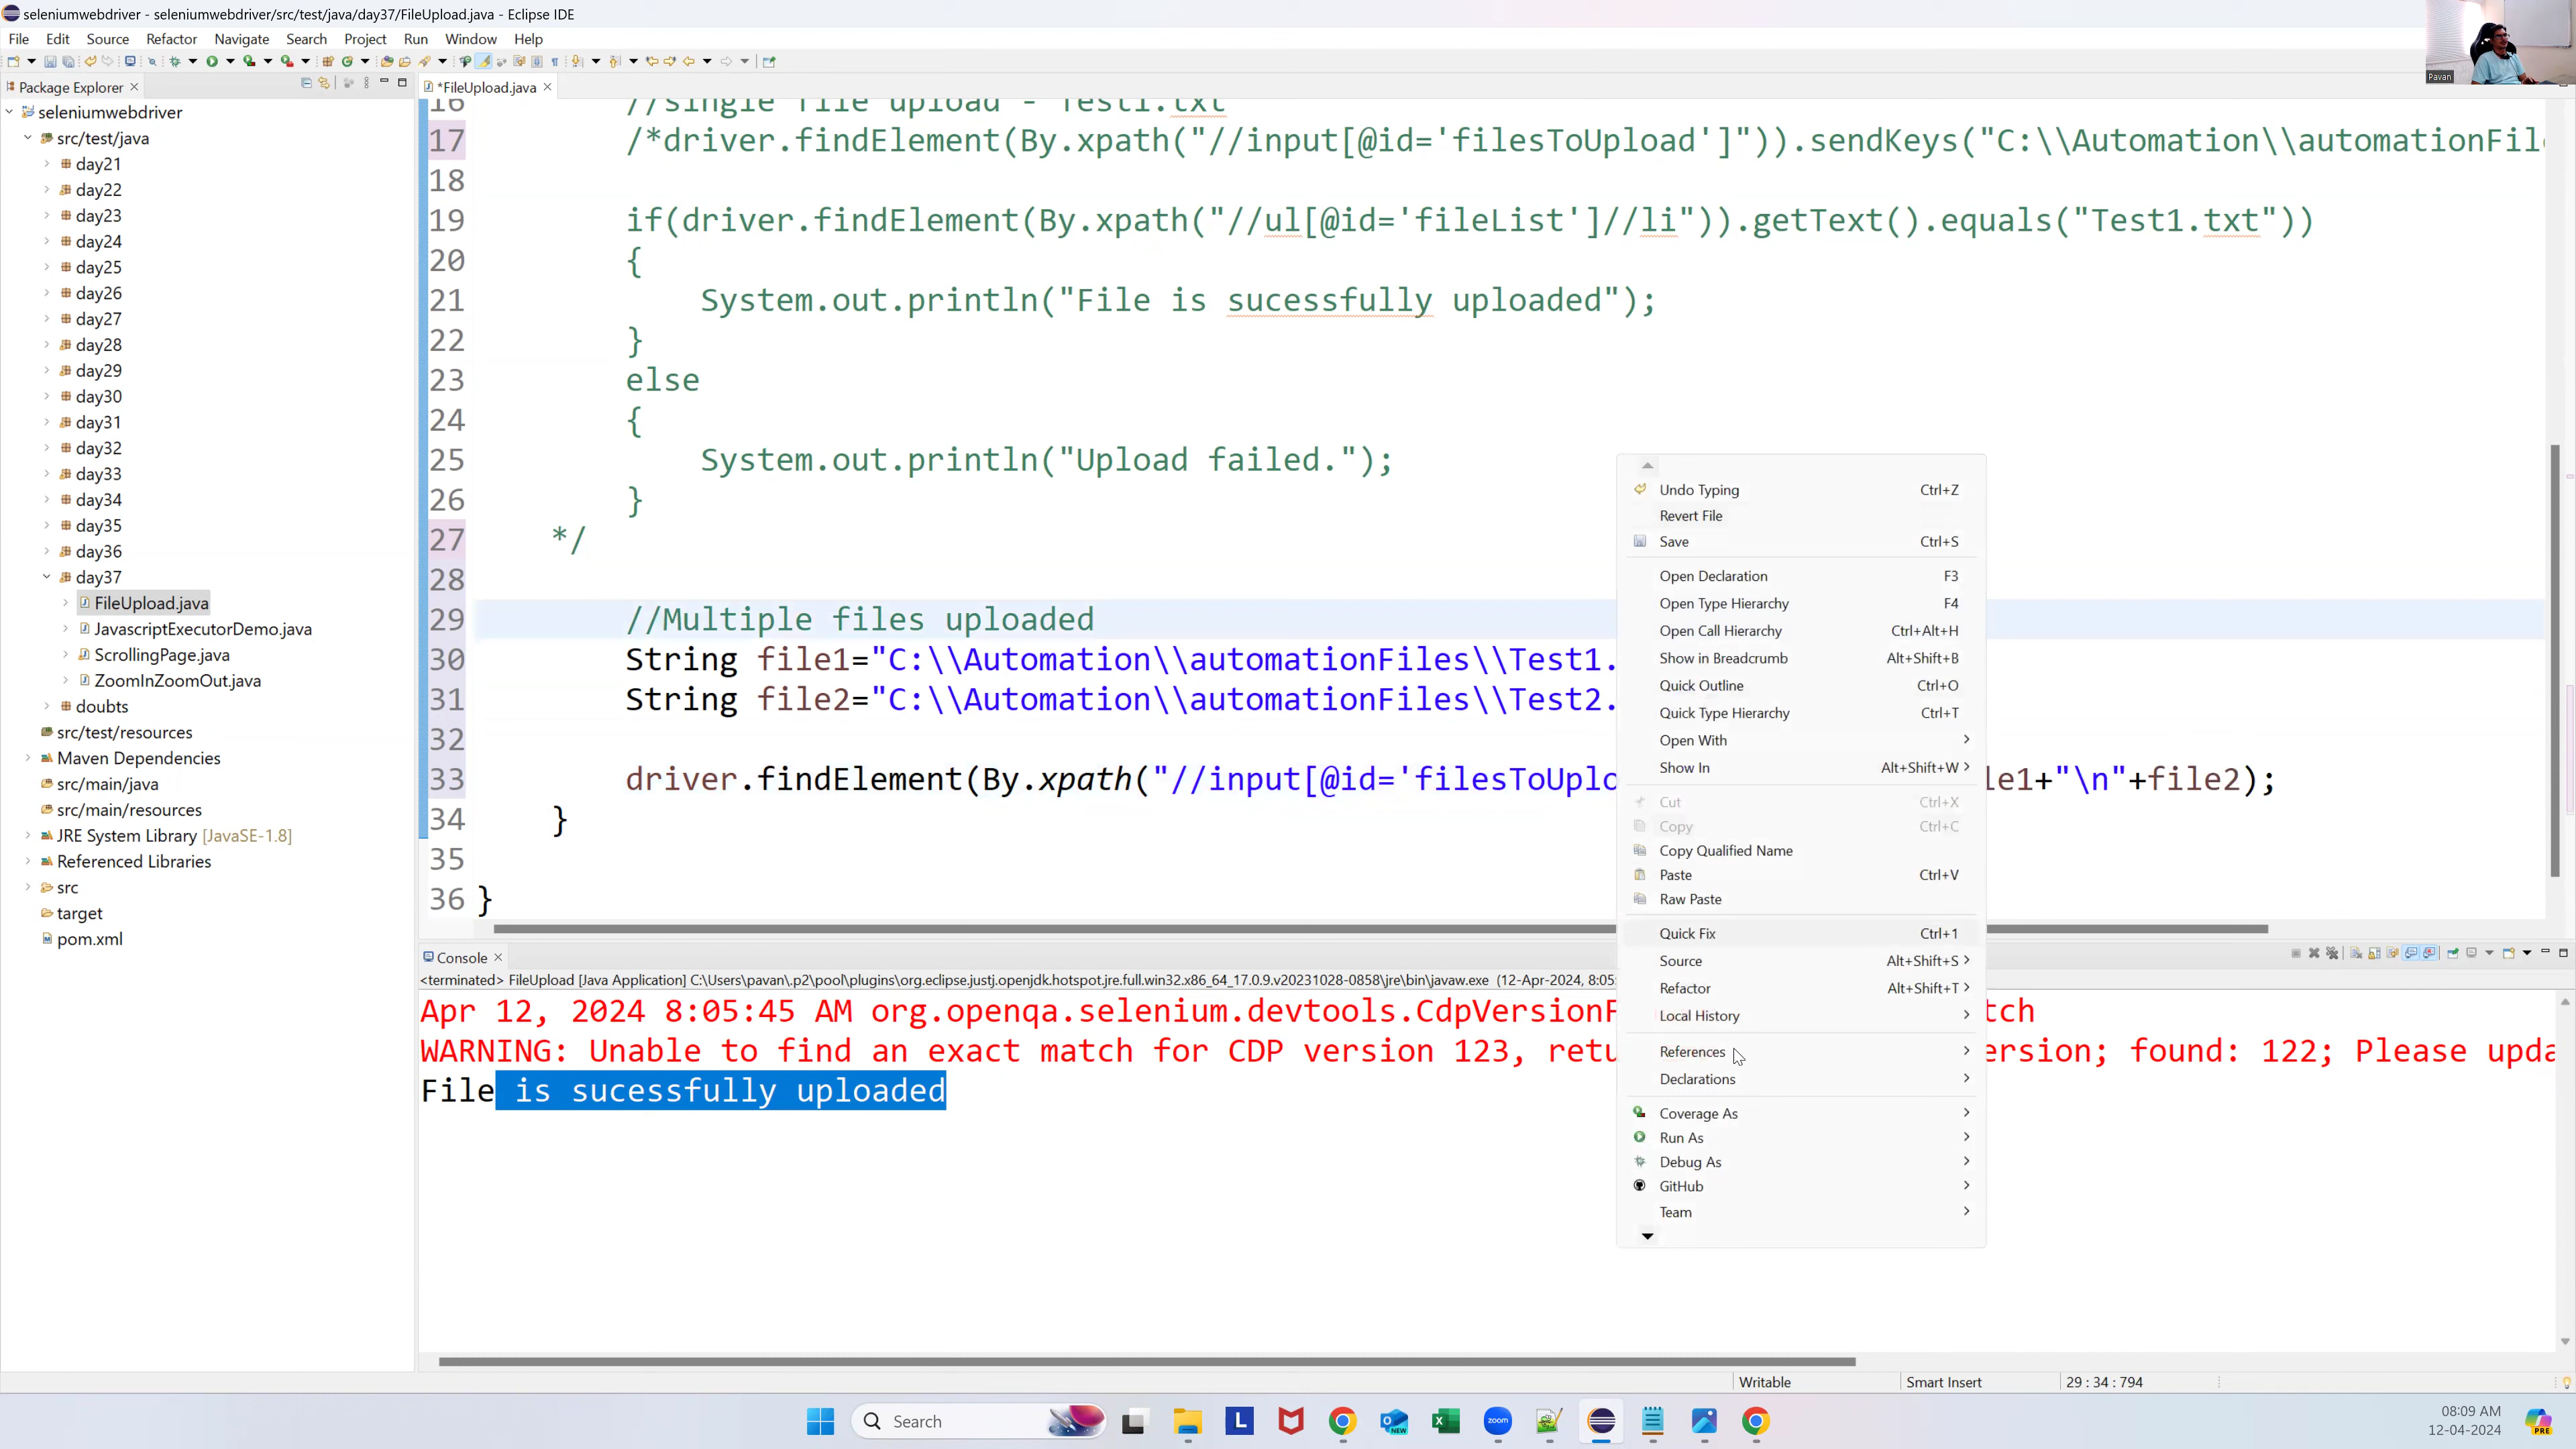 seleniumwebdriver - seleniumwebdriver/src/test/java/day37/FileUpload.java - Eclipse IDE
File Edit Source Refactor Navigate Search Project Run Window Help
Pavan
Package Explorer
*FileUpload.java
seleniumwebdriver
src/test/java
day21
day22
day23
day24
day25
day26
day27
day28
day29
day30
day31
day32
day33
day34
day35
day36
day37
FileUpload.java
JavascriptExecutorDemo.java
ScrollingPage.java
ZoomInZoomOut.java
doubts
src/test/resources
Maven Dependencies
src/main/java
src/main/resources
JRE System Library [JavaSE-1.8]
Referenced Libraries
src
target
pom.xml
16 //single file upload - Test1.txt
17 /*driver.findElement(By.xpath("//input[@id='filesToUpload']")).sendKeys("C:\\Automation\\automationFil
18
19 if(driver.findElement(By.xpath("//ul[@id='fileList']//li")).getText().equals("Test1.txt"))
20 {
21 System.out.println("File is sucessfully uploaded");
22 }
23 else
24 {
25 System.out.println("Upload failed.");
26 }
27 */
28
29 //Multiple files uploaded
30 String file1="C:\\Automation\\automationFiles\\Test1.
31 String file2="C:\\Automation\\automationFiles\\Test2.
32
33 driver.findElement(By.xpath("//input[@id='filesToUplo le1+"\n"+file2);
34 }
35
36 }
Undo Typing Ctrl+Z
Revert File
Save Ctrl+S
Open Declaration F3
Open Type Hierarchy F4
Open Call Hierarchy Ctrl+Alt+H
Show in Breadcrumb Alt+Shift+B
Quick Outline Ctrl+O
Quick Type Hierarchy Ctrl+T
Open With
Show In Alt+Shift+W
Cut Ctrl+X
Copy Ctrl+C
Copy Qualified Name
Paste Ctrl+V
Raw Paste
Quick Fix Ctrl+1
Source Alt+Shift+S
Refactor Alt+Shift+T
Local History
References
Declarations
Coverage As
Run As
Debug As
GitHub
Team
Console
<terminated> FileUpload [Java Application] C:\Users\pavan\.p2\pool\plugins\org.eclipse.justj.openjdk.hotspot.jre.full.win32.x86_64_17.0.9.v20231028-0858\jre\bin\javaw.exe (12-Apr-2024, 8:05:
Apr 12, 2024 8:05:45 AM org.openqa.selenium.devtools.CdpVersionF tch
WARNING: Unable to find an exact match for CDP version 123, retu ersion; found: 122; Please upda
File is sucessfully uploaded
Writable Smart Insert 29 : 34 : 794
Search
L
NEW
zoom
08:09 AM
12-04-2024
PRE